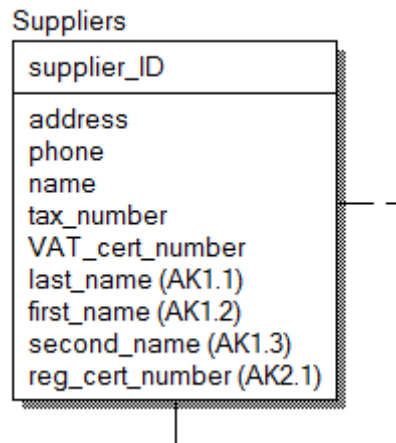 Suppliers
supplier_ID
address
phone
name
tax_number
VAT_cert_number
last_name (AK1.1)
first_name (AK1.2)
second_name (AK1.3)
reg_cert_number (AK2.1)